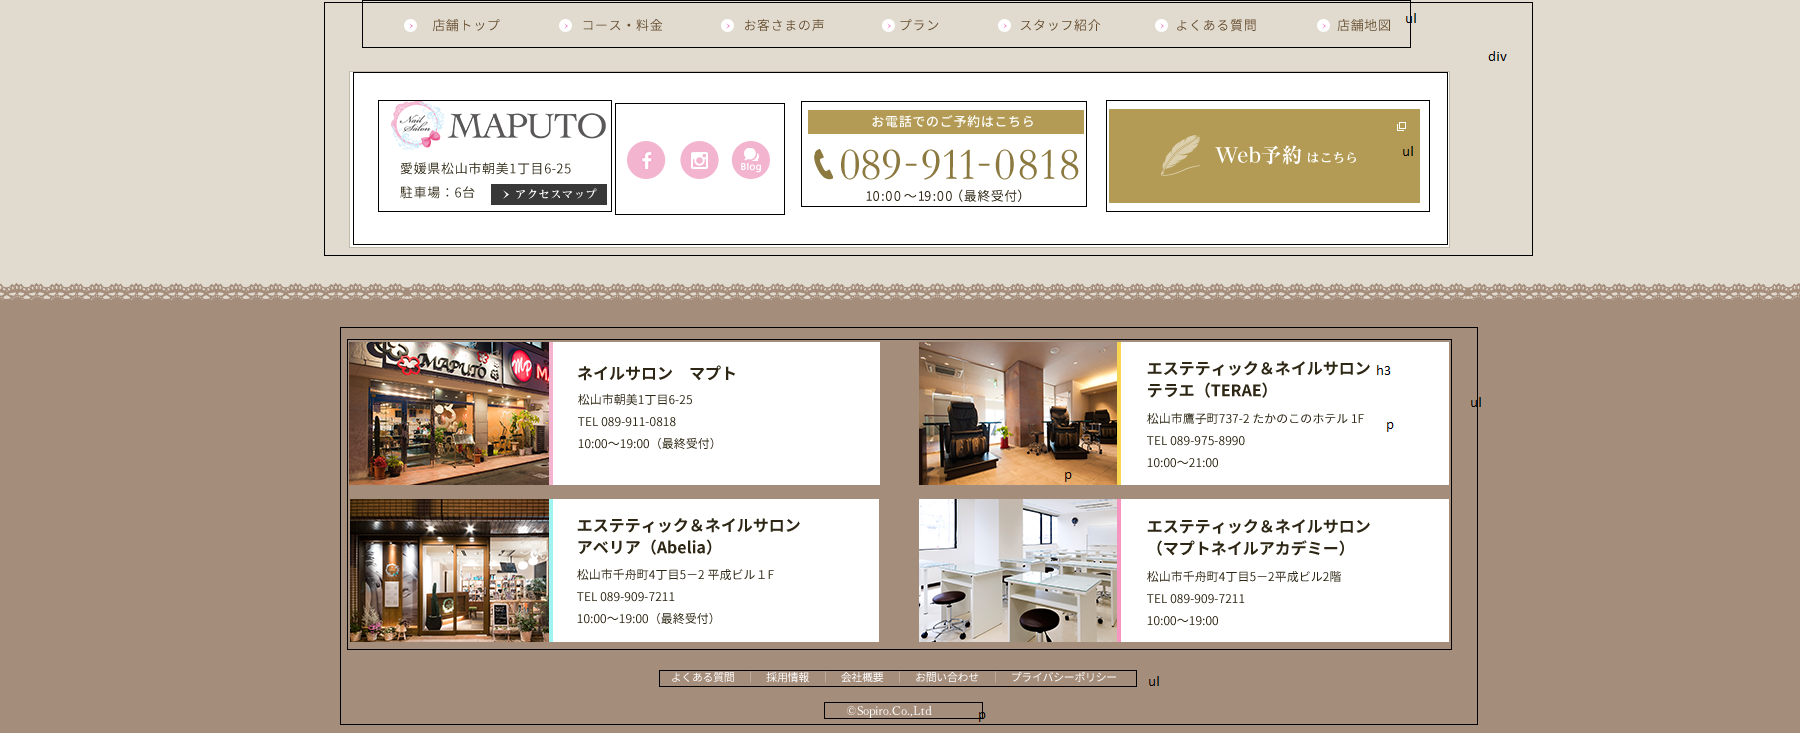 店舗トップ
コース・料金
お客さまの声
プラン
スタッフ紹介
よくある質問
店舗地図
ul
div
Nail Salon
MAPUTO
愛媛県松山市朝美1丁目6-25
駐車場：6台
アクセスマップ
f
Blog
お電話でのご予約はこちら
089-911-0818
10:00～19:00（最終受付）
Web予約 はこちら
ul
MAPUTO
mp
MA
ネイルサロン　マプト
松山市朝美1丁目6-25
TEL 089-911-0818
10:00～19:00（最終受付）
エステティック＆ネイルサロン
テラエ（TERAE）
h3
松山市鷹子町737-2 たかのこのホテル 1F
TEL 089-975-8990
10:00～21:00
ul
p
p
エステティック＆ネイルサロン
アベリア（Abelia）
松山市千舟町4丁目5－2 平成ビル１F
TEL 089-909-7211
10:00～19:00（最終受付）
エステティック＆ネイルサロン
（マプトネイルアカデミー）
松山市千舟町4丁目5－2平成ビル2階
TEL 089-909-7211
10:00～19:00
よくある質問
採用情報
会社概要
お問い合わせ
プライバシーポリシー
ul
©Sopiro.Co.,Ltd
p